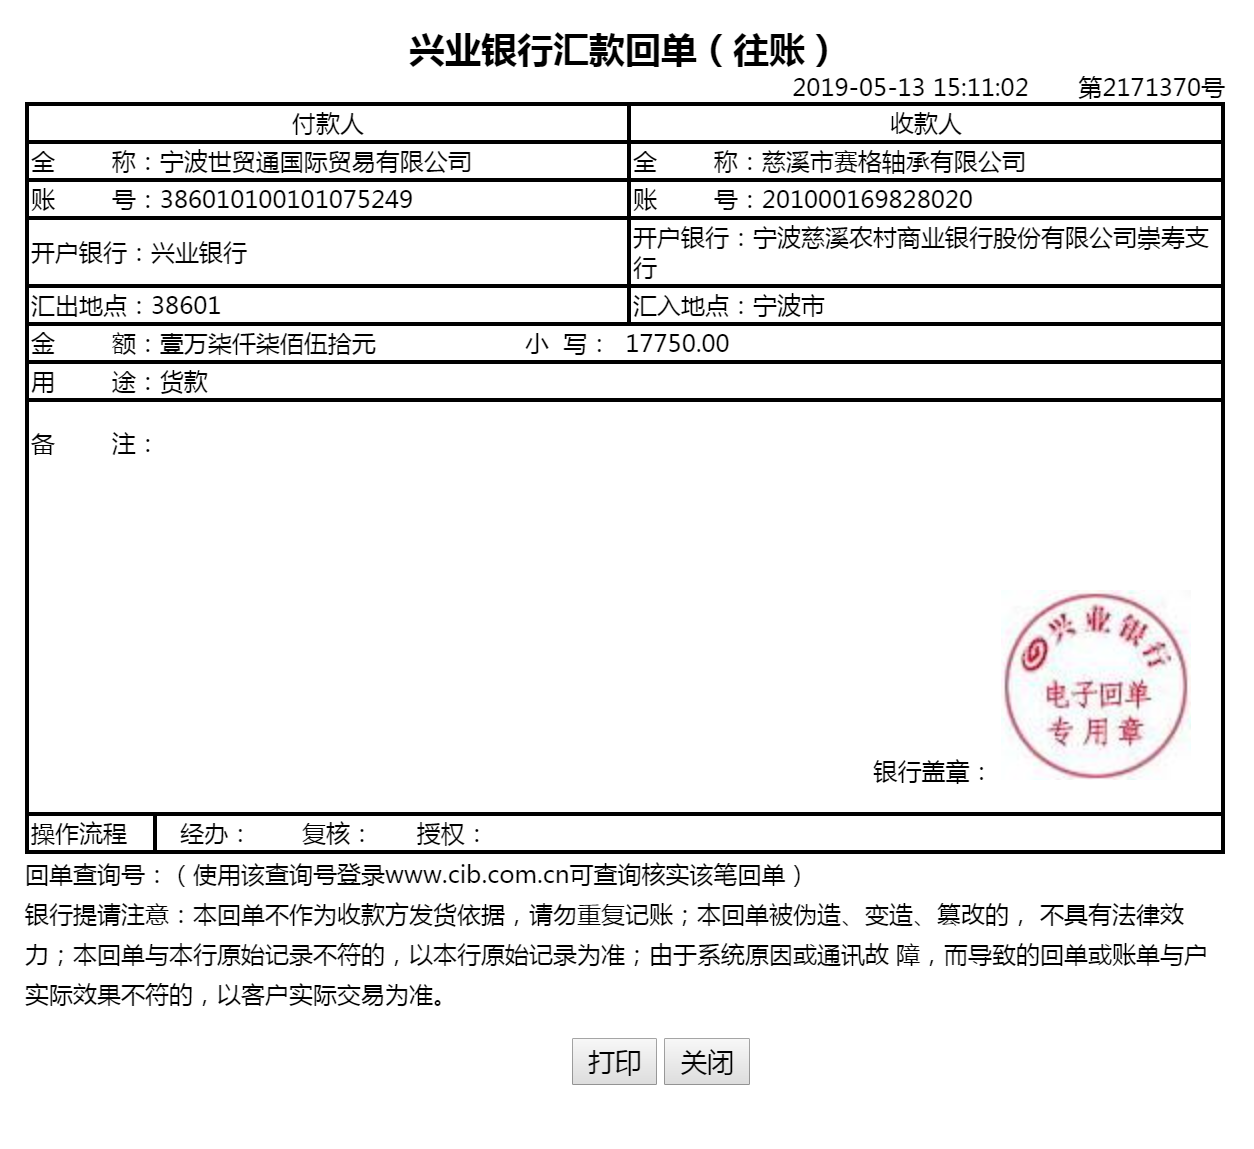 兴业银行汇款回单（往账）
2019-05-13 15:11:02 第2171370号
付款人 收款人
全 称：宁波世贸通国际贸易有限公司 全 称：慈溪市赛格轴承有限公司
账 号：386010100101075249 账 号：201000169828020
开户银行：兴业银行 开户银行：宁波慈溪农村商业银行股份有限公司崇寿支
行
汇出地点：38601 汇入地点：宁波市
金 额：壹万柒仟柒佰伍拾元 小 写： 17750.00
用 途：货款
备 注：
兴业银行
电子回单
专用章
银行盖章：
操作流程 经办： 复核： 授权：
回单查询号：（使用该查询号登录www.cib.com.cn可查询核实该笔回单）
银行提请注意：本回单不作为收款方发货依据，请勿重复记账；本回单被伪造、变造、篡改的， 不具有法律效
力；本回单与本行原始记录不符的，以本行原始记录为准；由于系统原因或通讯故 障，而导致的回单或账单与户
实际效果不符的，以客户实际交易为准。
打印 关闭